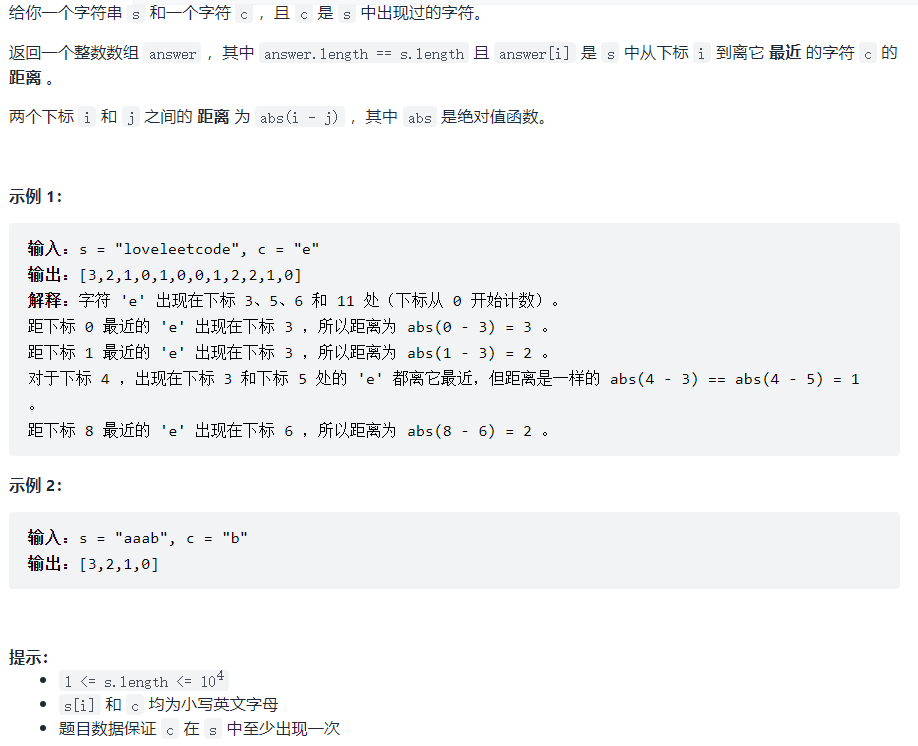 给你一个字符串 s 和一个字符 c ，且 c 是 s 中出现过的字符。
返回一个整数数组 answer ，其中 answer.length == s.length 且 answer[i] 是 s 中从下标 i 到离它 最近 的字符 c 的
距离 。
两个下标 i 和 j 之间的 距离 为 abs(i - j) ，其中 abs 是绝对值函数。
示例 1：
输入：s = "loveleetcode", c = "e"
输出：[3,2,1,0,1,0,0,1,2,2,1,0]
解释：字符 'e' 出现在下标 3、5、6 和 11 处（下标从 0 开始计数）。
距下标 0 最近的 'e' 出现在下标 3 ，所以距离为 abs(0 - 3) = 3 。
距下标 1 最近的 'e' 出现在下标 3 ，所以距离为 abs(1 - 3) = 2 。
对于下标 4 ，出现在下标 3 和下标 5 处的 'e' 都离它最近，但距离是一样的 abs(4 - 3) == abs(4 - 5) = 1
。
距下标 8 最近的 'e' 出现在下标 6 ，所以距离为 abs(8 - 6) = 2 。
示例 2：
输入：s = "aaab", c = "b"
输出：[3,2,1,0]
提示：
• 1 <= s.length <= 10⁴
• s[i] 和 c 均为小写英文字母
• 题目数据保证 c 在 s 中至少出现一次